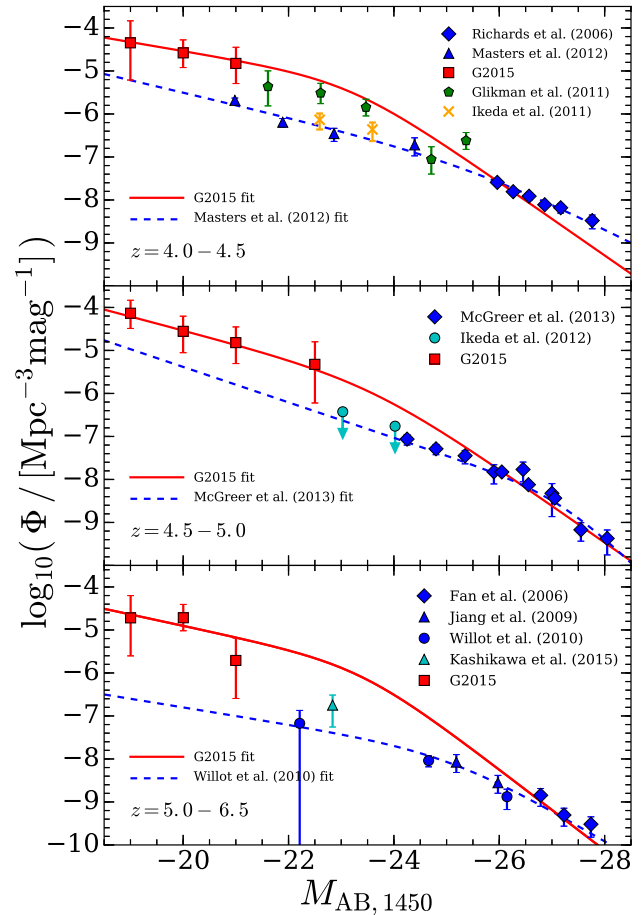 −4
−5
−6
−7
−8
−9
Richards et al. (2006)
Masters et al. (2012)
G2015
Glikman et al. (2011)
Ikeda et al. (2011)
G2015 fit
Masters et al. (2012) fit
z = 4.0 − 4.5
−4
−5
−6
−7
−8
−9
McGreer et al. (2013)
Ikeda et al. (2012)
G2015
G2015 fit
McGreer et al. (2013) fit
z = 4.5 − 5.0
log₁₀( Φ / [Mpc⁻³mag⁻¹] )
−4
−5
−6
−7
−8
−9
−10
Fan et al. (2006)
Jiang et al. (2009)
Willot et al. (2010)
Kashikawa et al. (2015)
G2015
G2015 fit
Willot et al. (2010) fit
z = 5.0 − 6.5
−20 −22 −24 −26 −28
M_AB, 1450